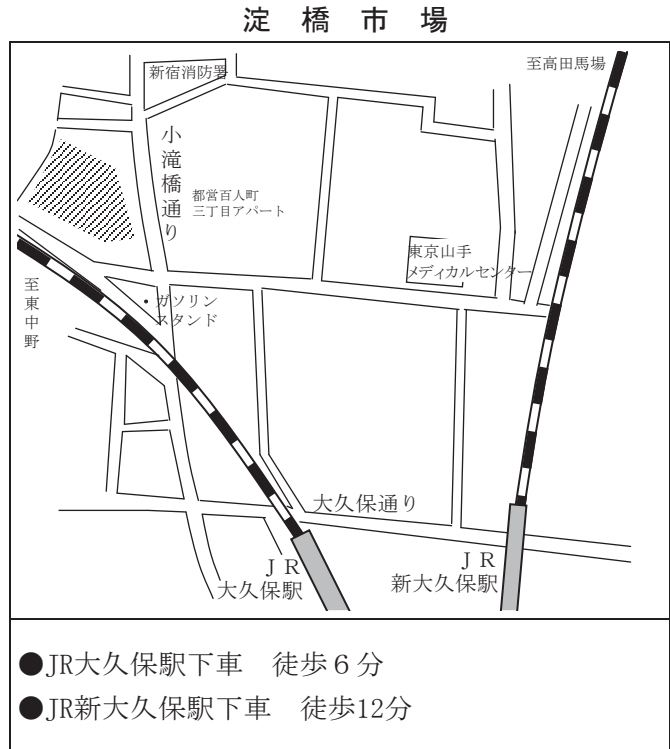 淀橋市場
新宿消防署
至高田馬場
小滝橋通り
都営百人町
三丁目アパート
東京山手
メディカルセンター
至東中野
・ガソリン
スタンド
大久保通り
ＪＲ
大久保駅
ＪＲ
新大久保駅
●JR大久保駅下車　徒歩６分
●JR新大久保駅下車　徒歩12分